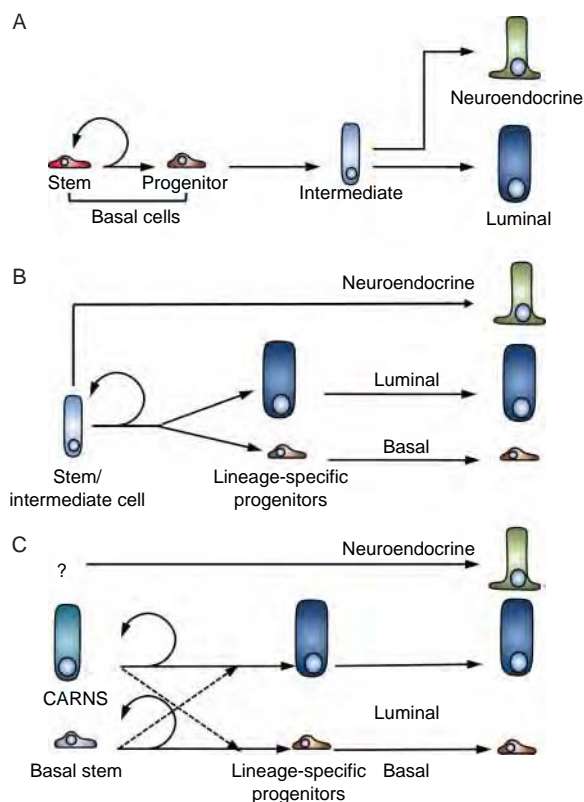 A
Neuroendocrine
Stem
Progenitor
Intermediate
Basal cells
Luminal
B
Neuroendocrine
Luminal
Basal
Stem/
intermediate cell
Lineage-specific
progenitors
C
Neuroendocrine
?
CARNS
Luminal
Basal stem
Lineage-specific
progenitors
Basal